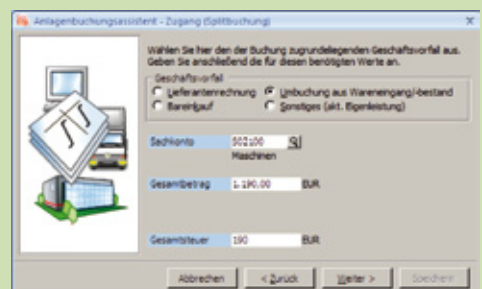 Anlagenbuchungsassistent - Zugang (Splitbuchung)
Wählen Sie hier den der Buchung zugrundeliegenden Geschäftsvorfall aus.
Geben Sie anschließend die für diesen benötigten Werte an.
Geschäftsvorfall
Lieferantenrechnung Umbuchung aus Wareneingang/-bestand
Bareinkauf Sonstiges (akt. Eigenleistung)
Sachkonto
Maschinen
Gesamtbetrag 1.190,00 EUR
Gesamtsteuer 190 EUR
Abbrechen < Zurück Weiter > Speichern